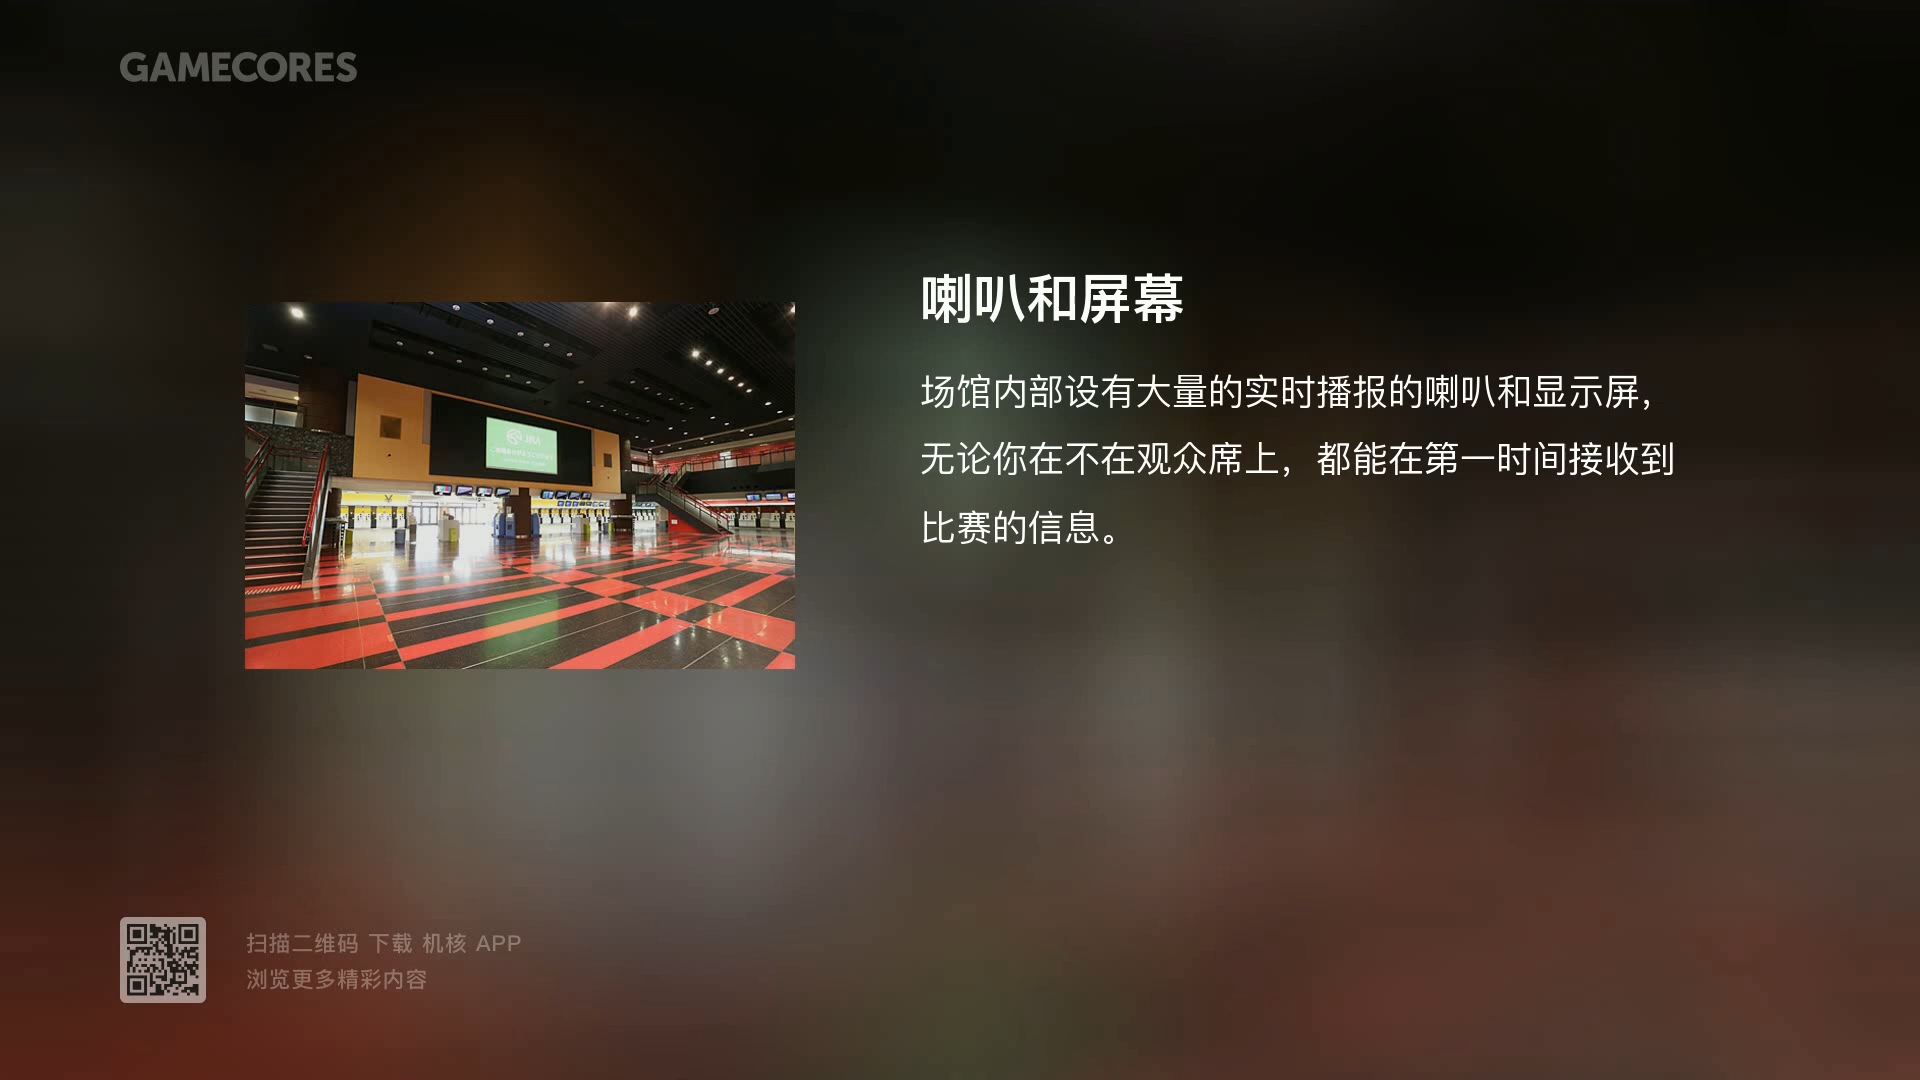 GAMECORES
喇叭和屏幕
场馆内部设有大量的实时播报的喇叭和显示屏，
无论你在不在观众席上，都能在第一时间接收到
比赛的信息。
JRA
扫描二维码 下载 机核 APP
浏览更多精彩内容